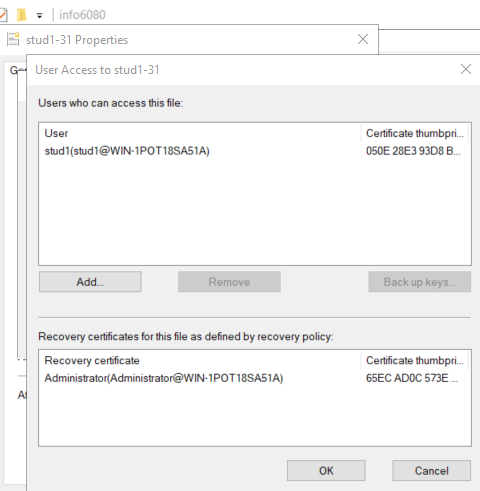 info6080
stud1-31 Properties
User Access to stud1-31
Users who can access this file:
User Certificate thumbpri...
stud1(stud1@WIN-1POT18SA51A) 050E 28E3 93D8 B...
Add... Remove Back up keys...
Recovery certificates for this file as defined by recovery policy:
Recovery certificate Certificate thumbpri...
Administrator(Administrator@WIN-1POT18SA51A) 65EC AD0C 573E ...
OK Cancel